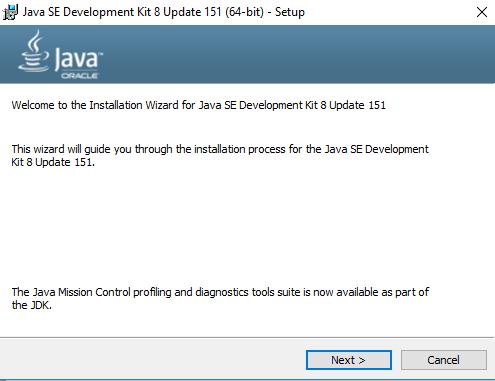 Java SE Development Kit 8 Update 151 (64-bit) - Setup
Java™
ORACLE
Welcome to the Installation Wizard for Java SE Development Kit 8 Update 151
This wizard will guide you through the installation process for the Java SE Development
Kit 8 Update 151.
The Java Mission Control profiling and diagnostics tools suite is now available as part of
the JDK.
Next >
Cancel